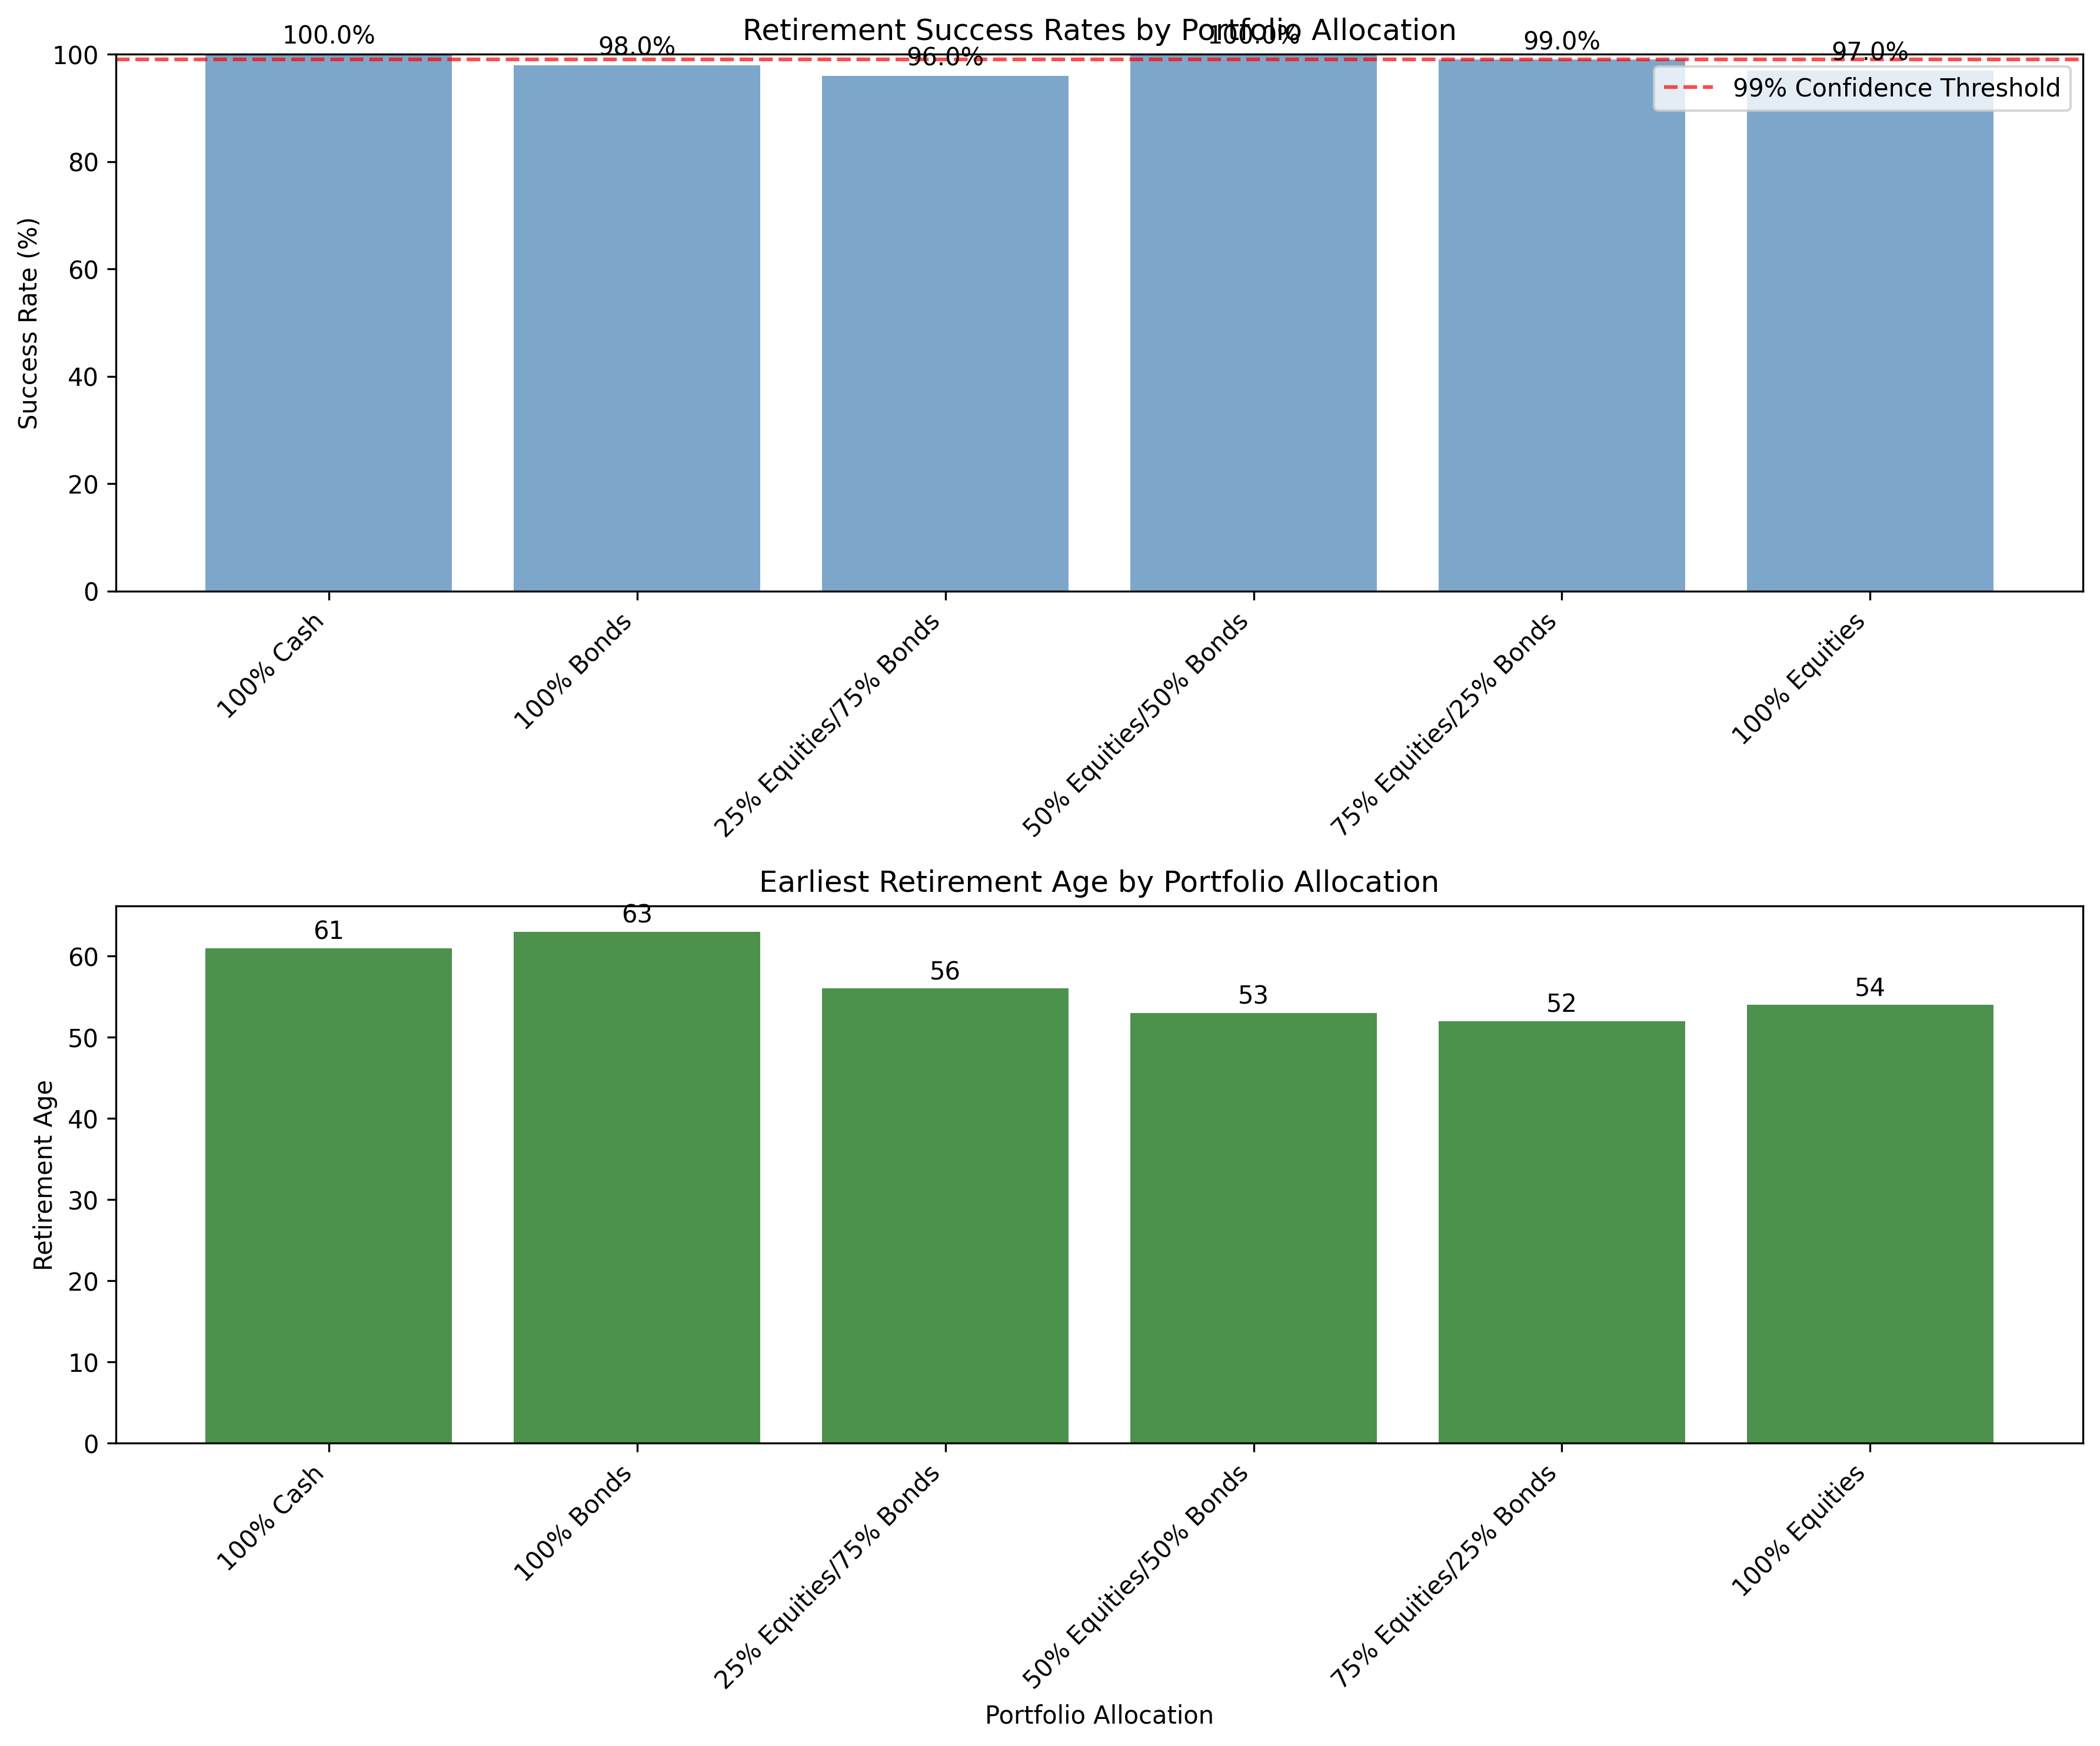 Retirement Success Rates by Portfolio Allocation
100.0%
98.0%
96.0%
100.0%
99.0%
97.0%
99% Confidence Threshold
Success Rate (%)
100
80
60
40
20
0
100% Cash
100% Bonds
25% Equities/75% Bonds
50% Equities/50% Bonds
75% Equities/25% Bonds
100% Equities
Earliest Retirement Age by Portfolio Allocation
61
63
56
53
52
54
Retirement Age
60
50
40
30
20
10
0
100% Cash
100% Bonds
25% Equities/75% Bonds
50% Equities/50% Bonds
75% Equities/25% Bonds
100% Equities
Portfolio Allocation